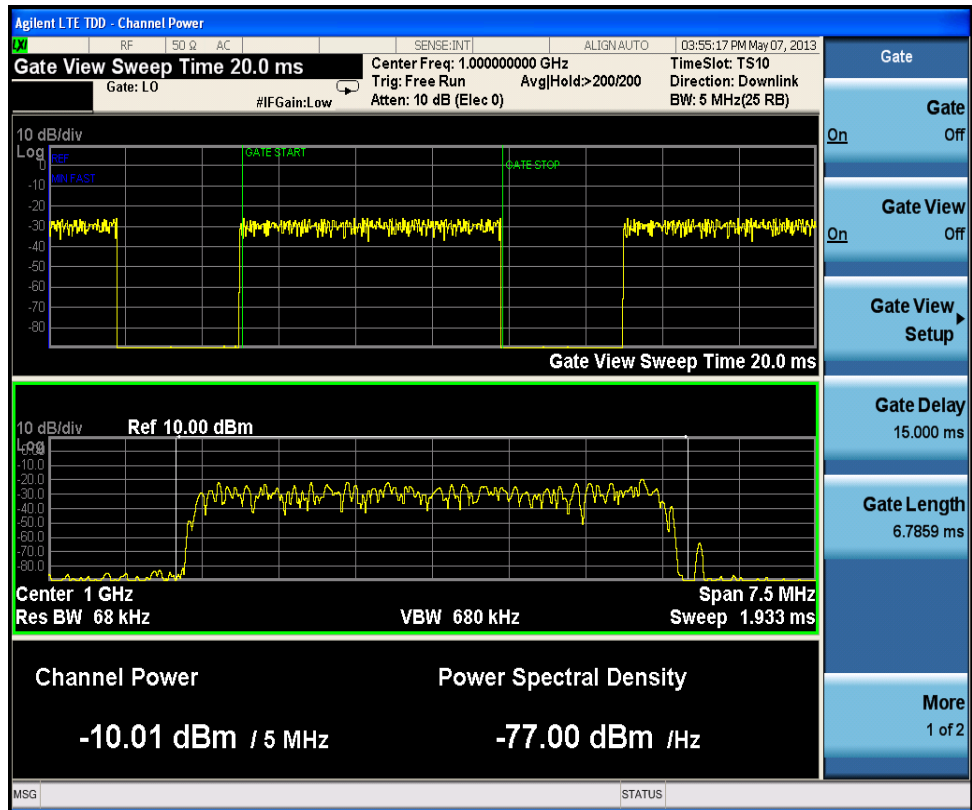 Agilent LTE TDD - Channel Power
LXI RF 50 Ω AC SENSE:INT ALIGN AUTO 03:55:17 PM May 07, 2013
Gate View Sweep Time 20.0 ms
Gate: LO
#IFGain:Low
Center Freq: 1.000000000 GHz
Trig: Free Run Avg|Hold:>200/200
Atten: 10 dB (Elec 0)
TimeSlot: TS10
Direction: Downlink
BW: 5 MHz(25 RB)
10 dB/div
Log
REF
MIN FAST
GATE START
GATE STOP
0
-10
-20
-30
-40
-50
-60
-70
-80
Gate View Sweep Time 20.0 ms
10 dB/div Ref 10.00 dBm
Log
0.00
-10.0
-20.0
-30.0
-40.0
-50.0
-60.0
-70.0
-80.0
Center 1 GHz Span 7.5 MHz
Res BW 68 kHz VBW 680 kHz Sweep 1.933 ms
Channel Power Power Spectral Density
-10.01 dBm / 5 MHz -77.00 dBm /Hz
MSG STATUS
Gate
Gate
On Off
Gate View
On Off
Gate View
Setup
Gate Delay
15.000 ms
Gate Length
6.7859 ms
More
1 of 2